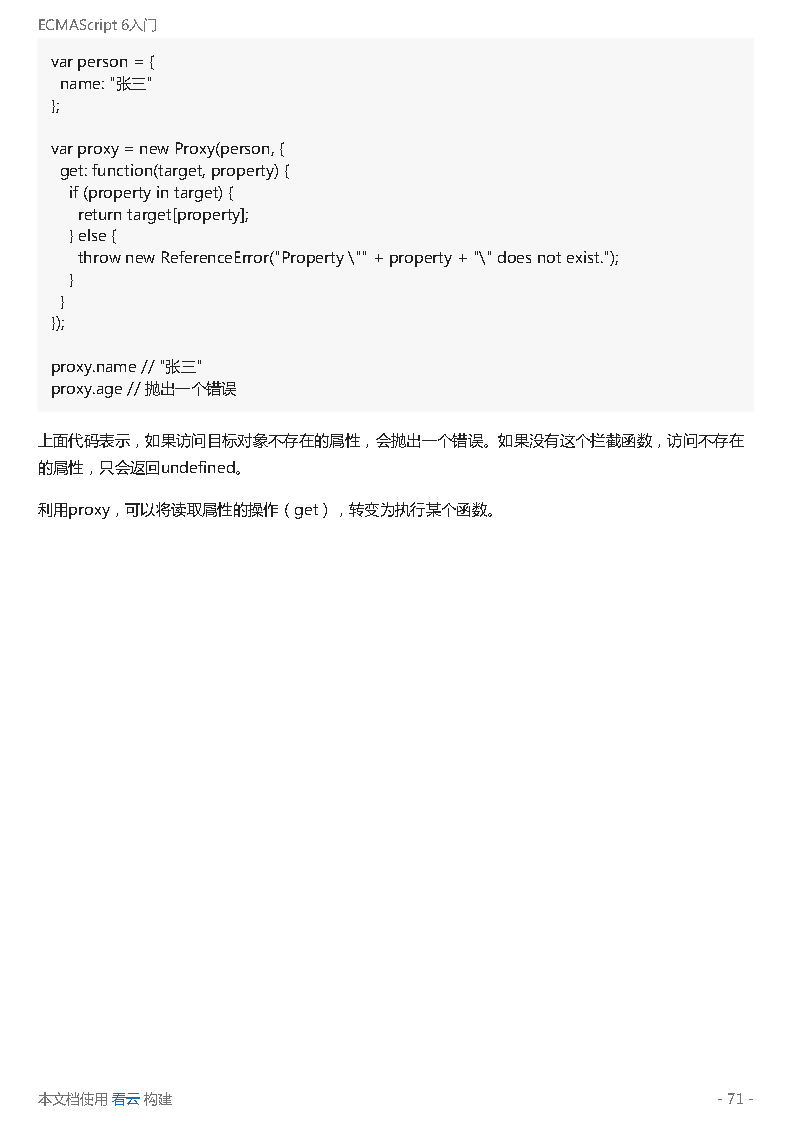 ECMAScript 6入门
var person = {
  name: "张三"
};

var proxy = new Proxy(person, {
  get: function(target, property) {
    if (property in target) {
      return target[property];
    } else {
      throw new ReferenceError("Property \"" + property + "\" does not exist.");
    }
  }
});

proxy.name // "张三"
proxy.age // 抛出一个错误
上面代码表示，如果访问目标对象不存在的属性，会抛出一个错误。如果没有这个拦截函数，访问不存在
的属性，只会返回undefined。
利用proxy，可以将读取属性的操作（get），转变为执行某个函数。
本文档使用 看云 构建
- 71 -